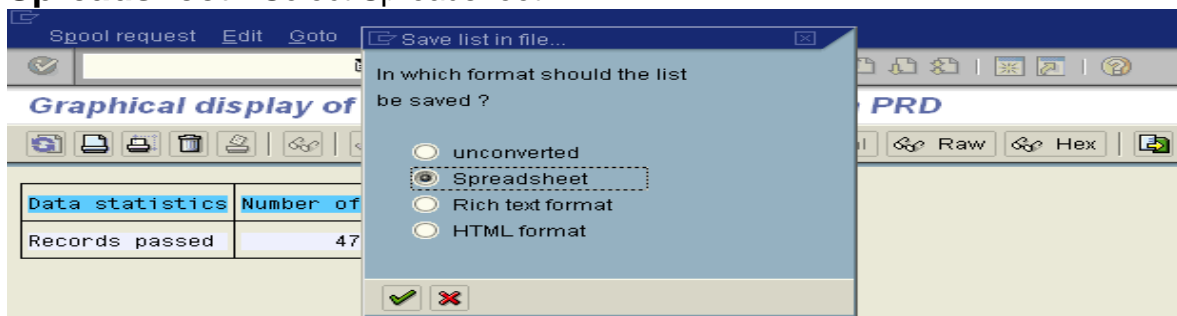 Spool request Edit Goto
Save list in file...
In which format should the list
be saved ?
Graphical display of
PRD
Raw
Hex
unconverted
Spreadsheet
Rich text format
HTML format
Data statistics Number of
Records passed 47